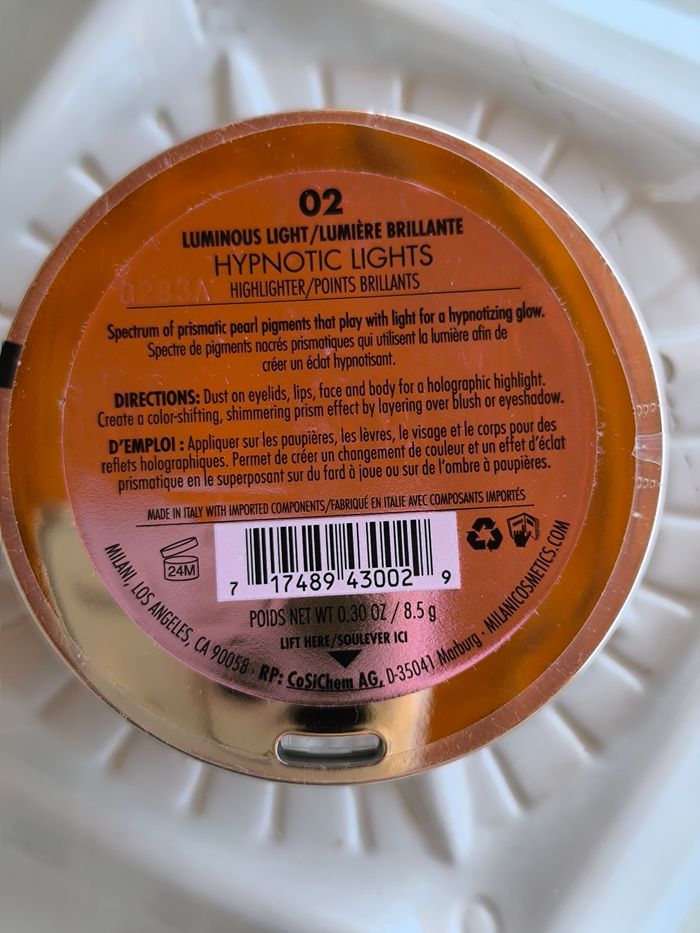 02
LUMINOUS LIGHT/LUMIÈRE BRILLANTE
HYPNOTIC LIGHTS
HIGHLIGHTER/POINTS BRILLANTS
Spectrum of prismatic pearl pigments that play with light for a hypnotizing glow.
Spectre de pigments nacrés prismatiques qui utilisent la lumière afin de
créer un éclat hypnotisant.
DIRECTIONS: Dust on eyelids, lips, face and body for a holographic highlight.
Create a color-shifting, shimmering prism effect by layering over blush or eyeshadow.
D'EMPLOI : Appliquer sur les paupières, les lèvres, le visage et le corps pour des
reflets holographiques. Permet de créer un changement de couleur et un effet d'éclat
prismatique en le superposant sur du fard à joue ou sur de l'ombre à paupières.
MADE IN ITALY WITH IMPORTED COMPONENTS/FABRIQUÉ EN ITALIE AVEC COMPOSANTS IMPORTÉS
24M
7 17489 43002 9
POIDS NET WT 0.30 OZ / 8.5 g
LIFT HERE/SOULEVER ICI
MILANI, LOS ANGELES, CA 90058 · RP: CoSiChem AG, D-35041 Marburg · MILANICOSMETICS.COM